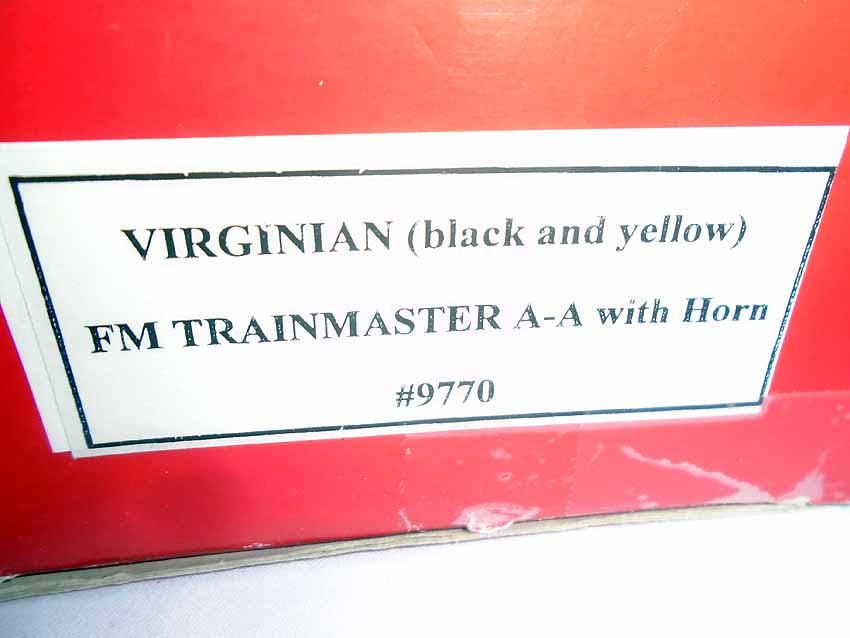 VIRGINIAN (black and yellow)
FM TRAINMASTER A-A with Horn
#9770